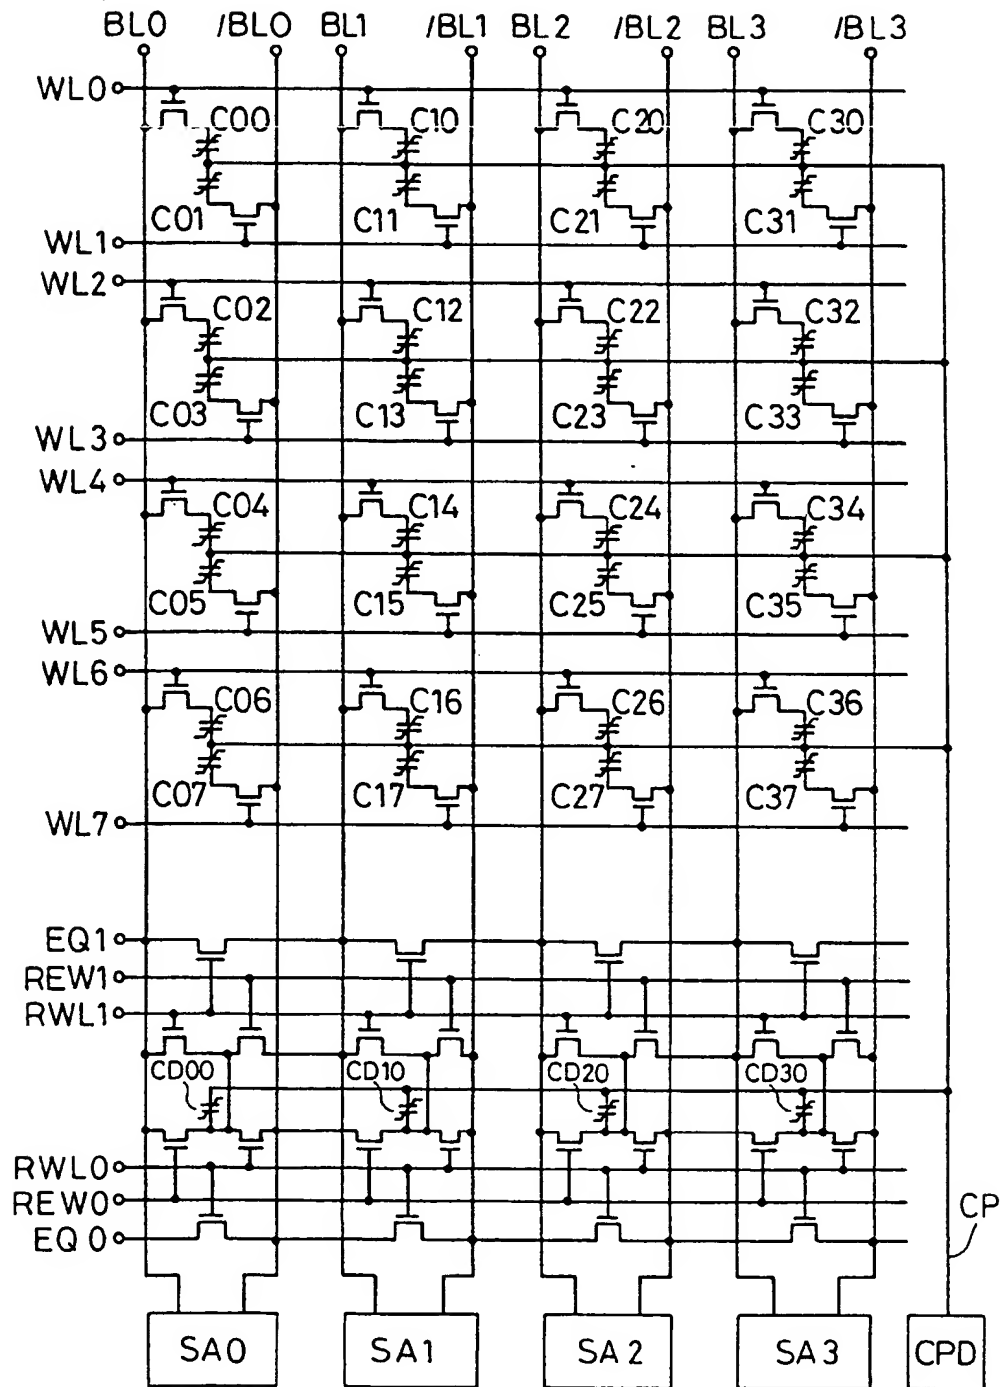 BL0 /BL0 BL1 /BL1 BL2 /BL2 BL3 /BL3
WL0
C00 C10 C20 C30
C01 C11 C21 C31
WL1
WL2
C02 C12 C22 C32
C03 C13 C23 C33
WL3
WL4
C04 C14 C24 C34
C05 C15 C25 C35
WL5
WL6
C06 C16 C26 C36
C07 C17 C27 C37
WL7
EQ1
REW1
RWL1
CD00 CD10 CD20 CD30
RWL0
REW0
EQ0
CP
SA0 SA1 SA2 SA3 CPD